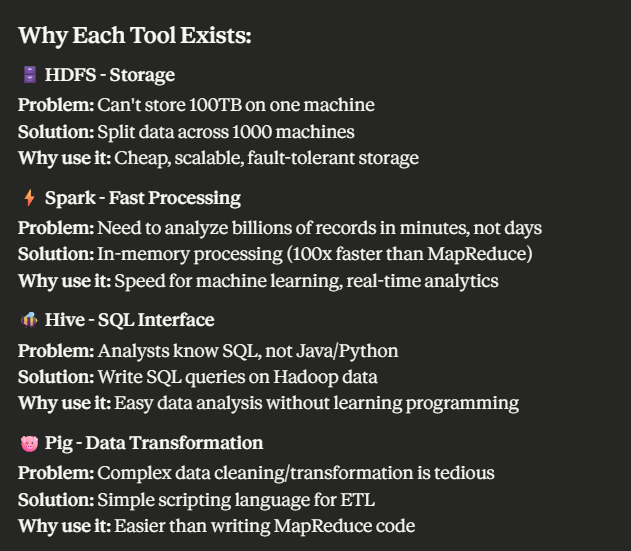 Why Each Tool Exists:
HDFS - Storage
Problem: Can't store 100TB on one machine
Solution: Split data across 1000 machines
Why use it: Cheap, scalable, fault-tolerant storage
Spark - Fast Processing
Problem: Need to analyze billions of records in minutes, not days
Solution: In-memory processing (100x faster than MapReduce)
Why use it: Speed for machine learning, real-time analytics
Hive - SQL Interface
Problem: Analysts know SQL, not Java/Python
Solution: Write SQL queries on Hadoop data
Why use it: Easy data analysis without learning programming
Pig - Data Transformation
Problem: Complex data cleaning/transformation is tedious
Solution: Simple scripting language for ETL
Why use it: Easier than writing MapReduce code